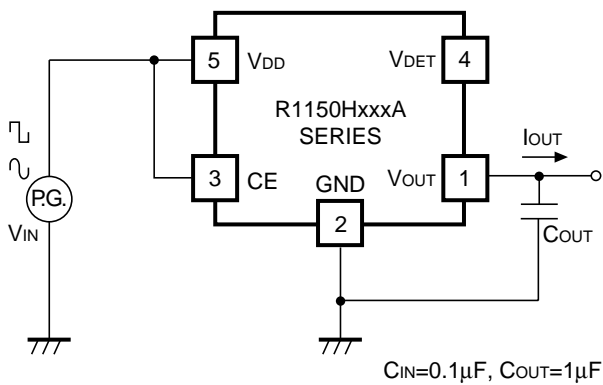 5 VDD
VDET 4
R1150HxxxA
SERIES
IOUT
3 CE
GND
VOUT 1
P.G.
2
VIN
COUT
CIN=0.1μF, COUT=1μF